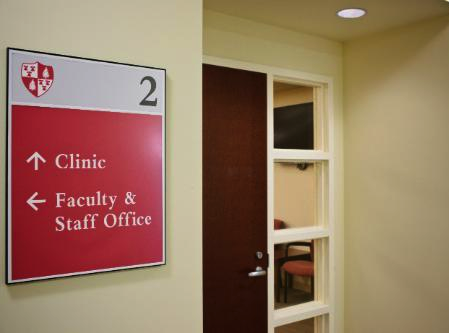 2
↑ Clinic
← Faculty &
Staff Office